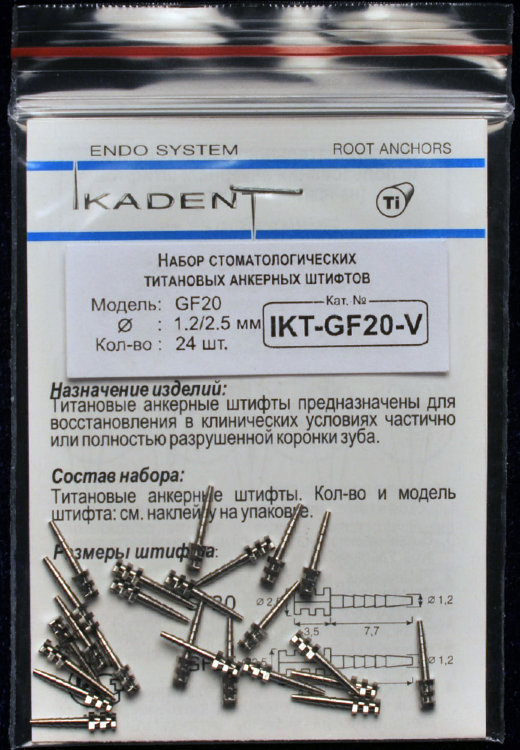 ENDO SYSTEM ROOT ANCHORS
IKADENT Ti
НАБОР СТОМАТОЛОГИЧЕСКИХ
ТИТАНОВЫХ АНКЕРНЫХ ШТИФТОВ
Модель: GF20
Кат. №
Ø : 1.2/2.5 мм
IKT-GF20-V
Кол-во : 24 шт.
Назначение изделий:
Титановые анкерные штифты предназначены для
восстановления в клинических условиях частично
или полностью разрушенной коронки зуба.
Состав набора:
Титановые анкерные штифты. Кол-во и модель
штифта: см. наклейку на упаковке.
Размеры штифта:
Ø 1,2
3,5 7,7
Ø 1,2